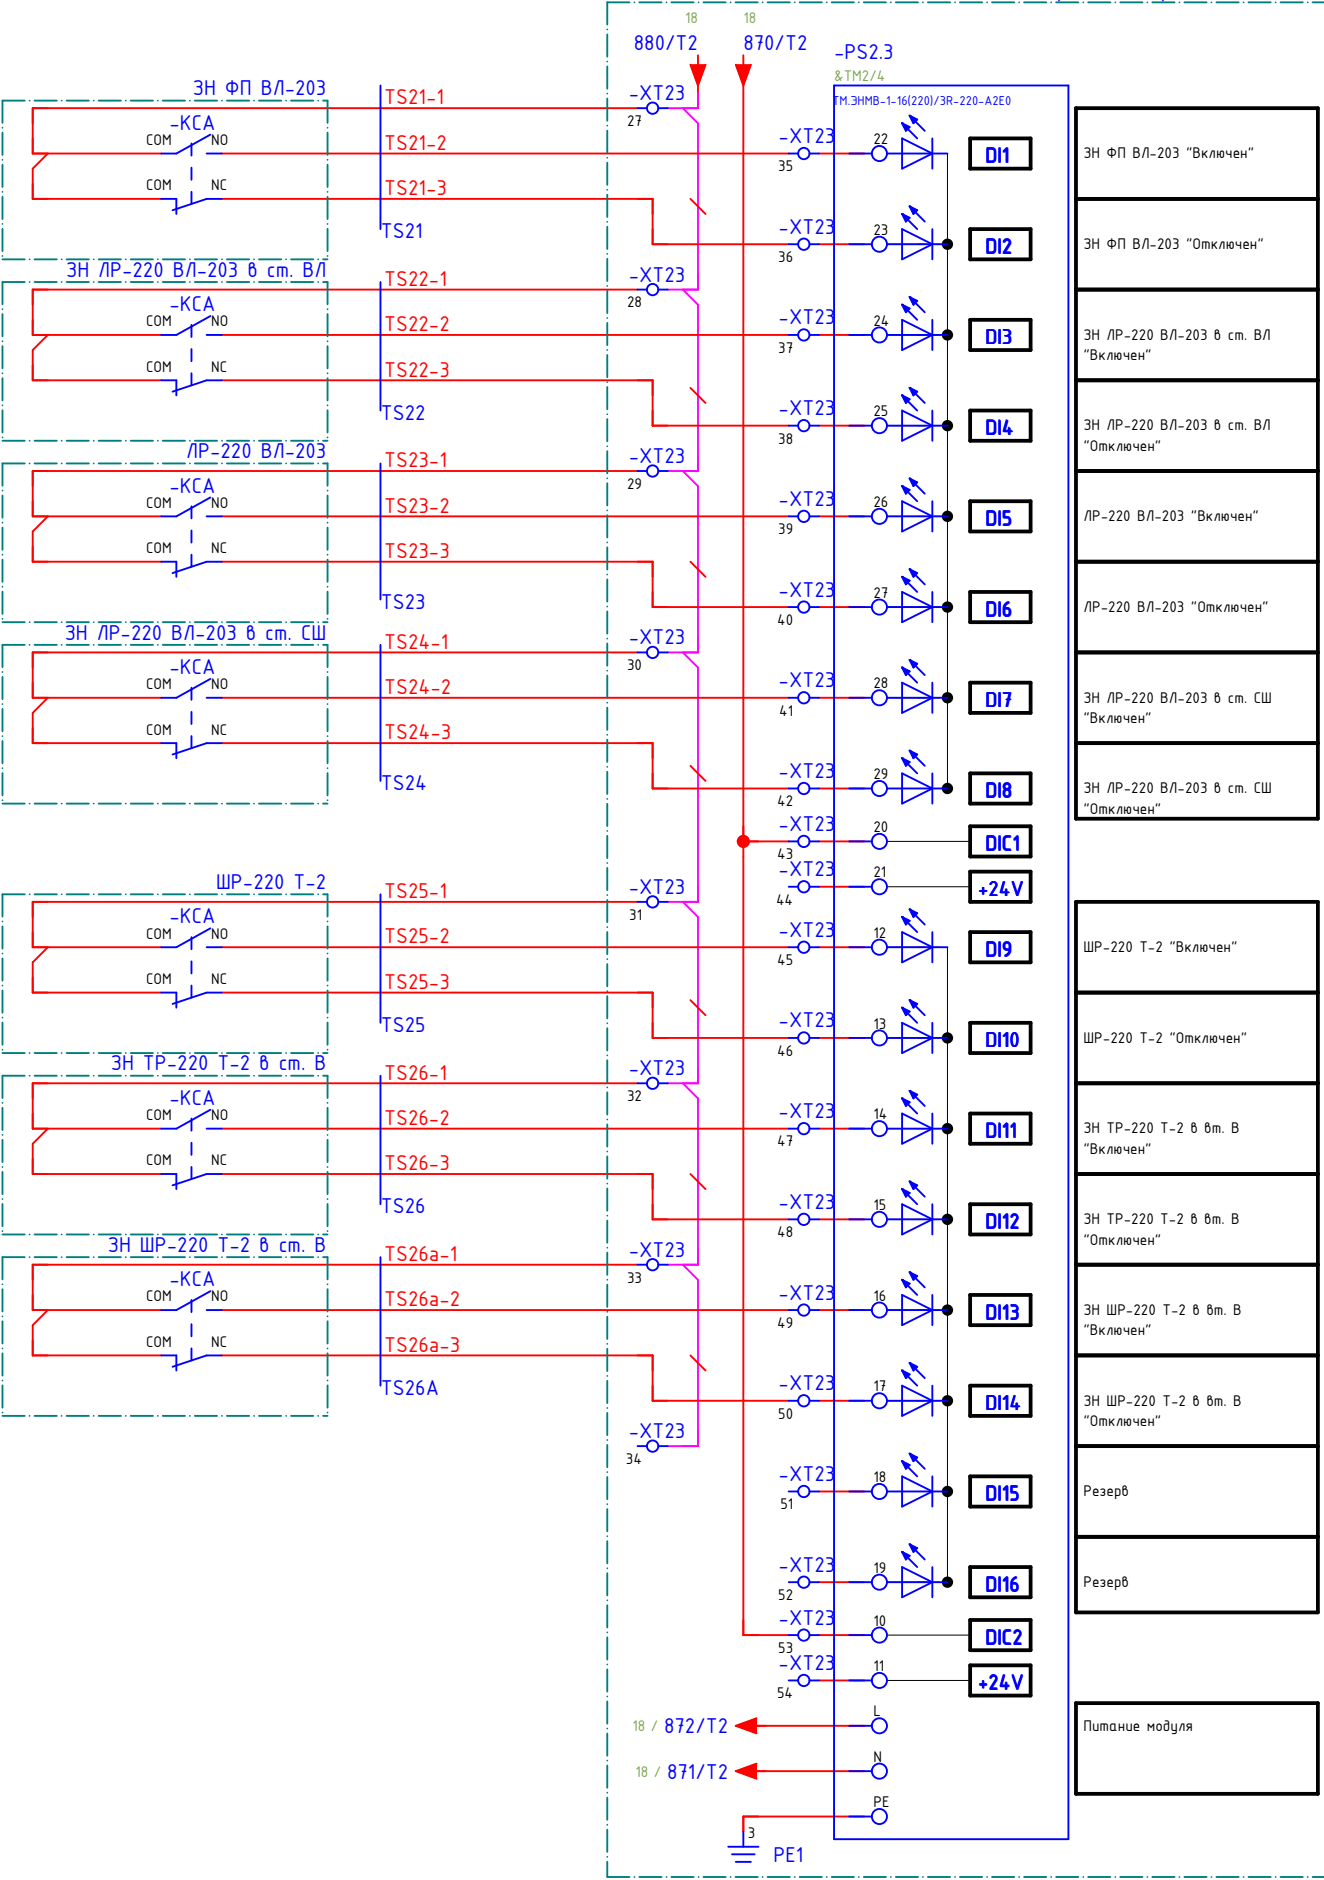 18
18
880/T2
870/T2
-PS2.3
&TM2/4
ТМ.ЭНМВ-1-16(220)/3R-220-А2Е0
ЗН ФП ВЛ-203
-КСА
COM
NO
COM
NC
TS21-1
TS21-2
TS21-3
TS21
-XT23
27
-XT23
35
22
DI1
ЗН ФП ВЛ-203 "Включен"
-XT23
36
23
DI2
ЗН ФП ВЛ-203 "Отключен"
ЗН ЛР-220 ВЛ-203 в ст. ВЛ
-КСА
COM
NO
COM
NC
TS22-1
TS22-2
TS22-3
TS22
-XT23
28
-XT23
37
24
DI3
ЗН ЛР-220 ВЛ-203 в ст. ВЛ
"Включен"
-XT23
38
25
DI4
ЗН ЛР-220 ВЛ-203 в ст. ВЛ
"Отключен"
ЛР-220 ВЛ-203
-КСА
COM
NO
COM
NC
TS23-1
TS23-2
TS23-3
TS23
-XT23
29
-XT23
39
26
DI5
ЛР-220 ВЛ-203 "Включен"
-XT23
40
27
DI6
ЛР-220 ВЛ-203 "Отключен"
ЗН ЛР-220 ВЛ-203 в ст. СШ
-КСА
COM
NO
COM
NC
TS24-1
TS24-2
TS24-3
TS24
-XT23
30
-XT23
41
28
DI7
ЗН ЛР-220 ВЛ-203 в ст. СШ
"Включен"
-XT23
42
29
DI8
ЗН ЛР-220 ВЛ-203 в ст. СШ
"Отключен"
-XT23
43
20
DIC1
-XT23
44
21
+24V
ШР-220 Т-2
-КСА
COM
NO
COM
NC
TS25-1
TS25-2
TS25-3
TS25
-XT23
31
-XT23
45
12
DI9
ШР-220 Т-2 "Включен"
-XT23
46
13
DI10
ШР-220 Т-2 "Отключен"
ЗН ТР-220 Т-2 в ст. В
-КСА
COM
NO
COM
NC
TS26-1
TS26-2
TS26-3
TS26
-XT23
32
-XT23
47
14
DI11
ЗН ТР-220 Т-2 в вт. В
"Включен"
-XT23
48
15
DI12
ЗН ТР-220 Т-2 в вт. В
"Отключен"
ЗН ШР-220 Т-2 в ст. В
-КСА
COM
NO
COM
NC
TS26a-1
TS26a-2
TS26a-3
TS26A
-XT23
33
-XT23
49
16
DI13
ЗН ШР-220 Т-2 в вт. В
"Включен"
-XT23
50
17
DI14
ЗН ШР-220 Т-2 в вт. В
"Отключен"
-XT23
34
-XT23
51
18
DI15
Резерв
-XT23
52
19
DI16
Резерв
-XT23
53
10
DIC2
-XT23
54
11
+24V
18 / 872/T2
L
Питание модуля
18 / 871/T2
N
PE
3
PE1